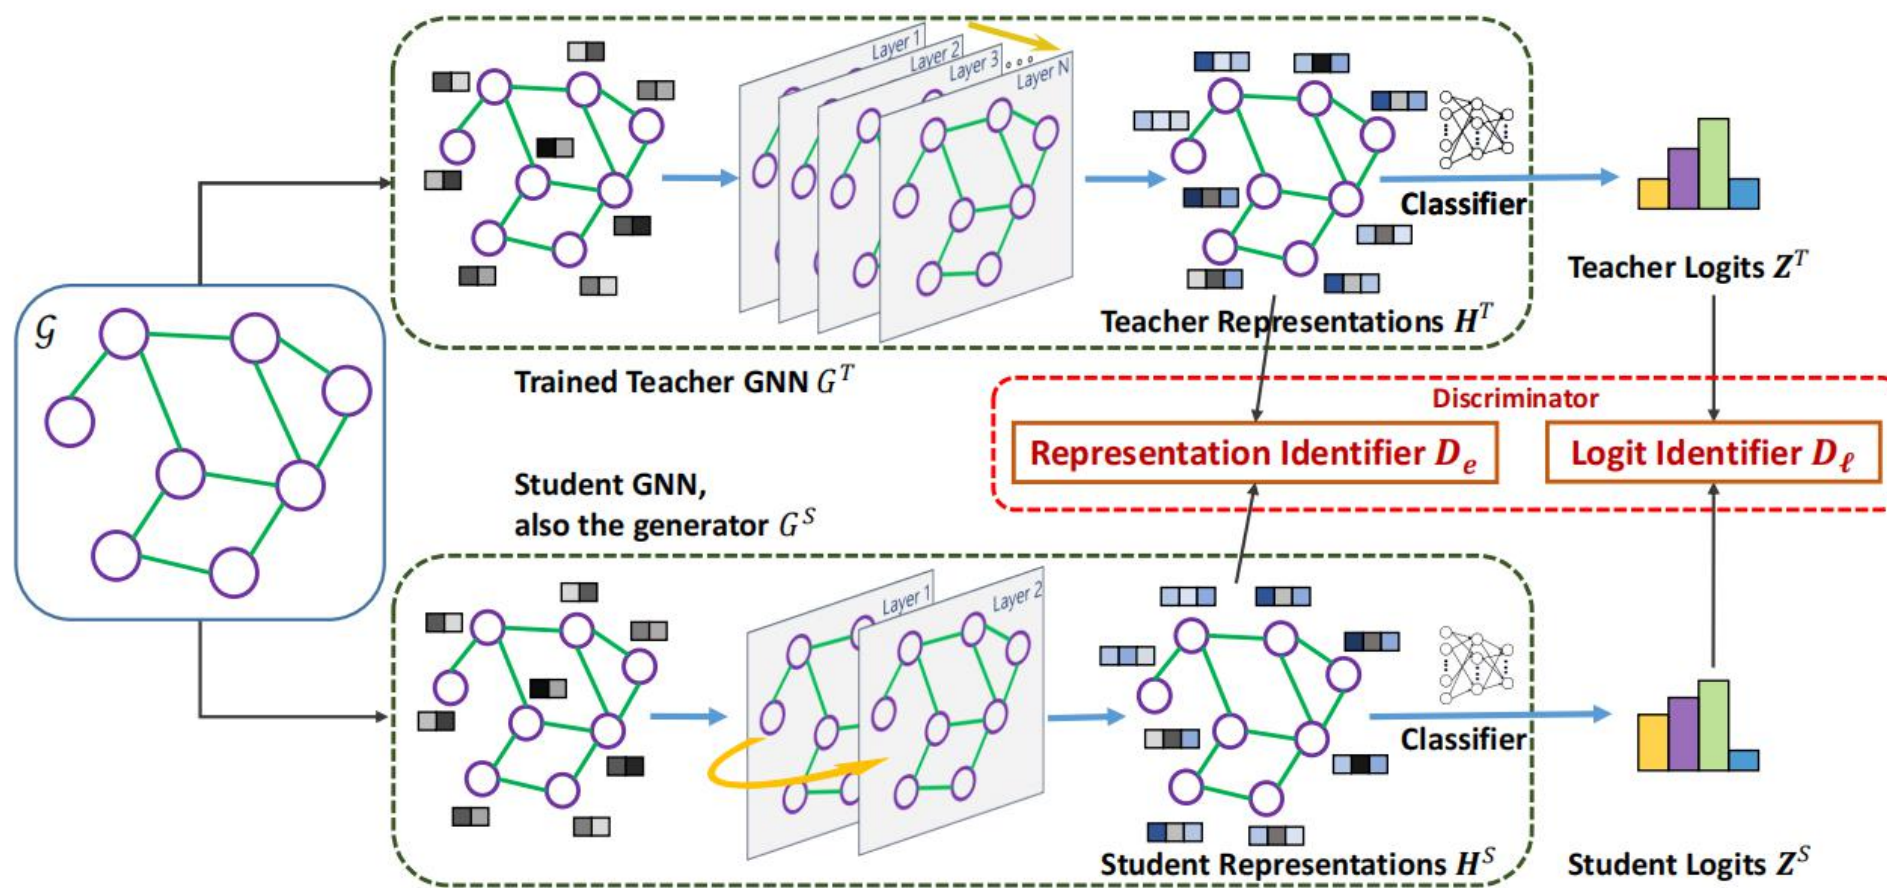 Layer 1
Layer 2
Layer 3
Layer N
Classifier
Teacher Logits Z^T
Teacher Representations H^T
𝒢
Trained Teacher GNN G^T
Discriminator
Representation Identifier D_e
Logit Identifier D_ℓ
Student GNN,
also the generator G^S
Layer 1
Layer 2
Classifier
Student Representations H^S
Student Logits Z^S